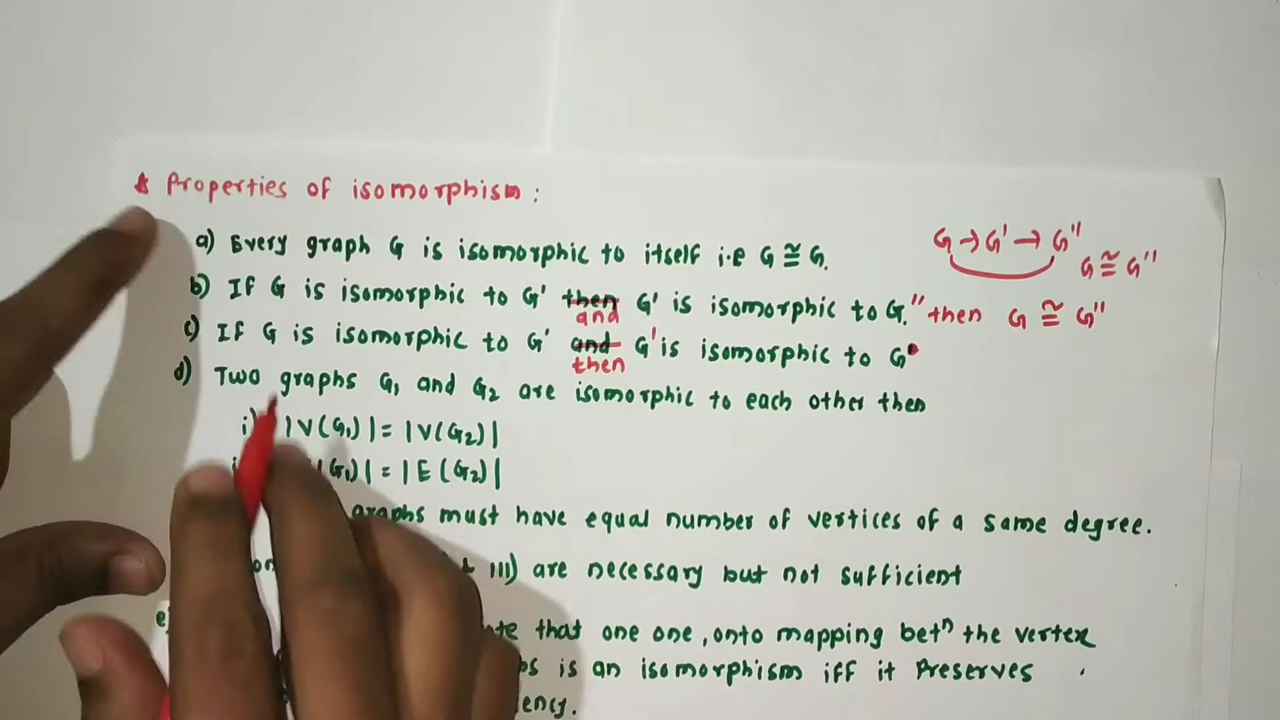 * Properties of isomorphism:
G→G'→G"
G≅G"
a) Every graph G is isomorphic to itself i.e G≅G.
b) If G is isomorphic to G' then and G' is isomorphic to G." then G≅G"
c) If G is isomorphic to G' and then G' is isomorphic to G
d) Two graphs G1 and G2 are isomorphic to each other then
i) |V(G1)|=|V(G2)|
(G1)|=|E(G2)|
graphs must have equal number of vertices of a same degree.
III) are necessary but not sufficient
e) that one one, onto mapping betn the vertex
is an isomorphism iff it preserves